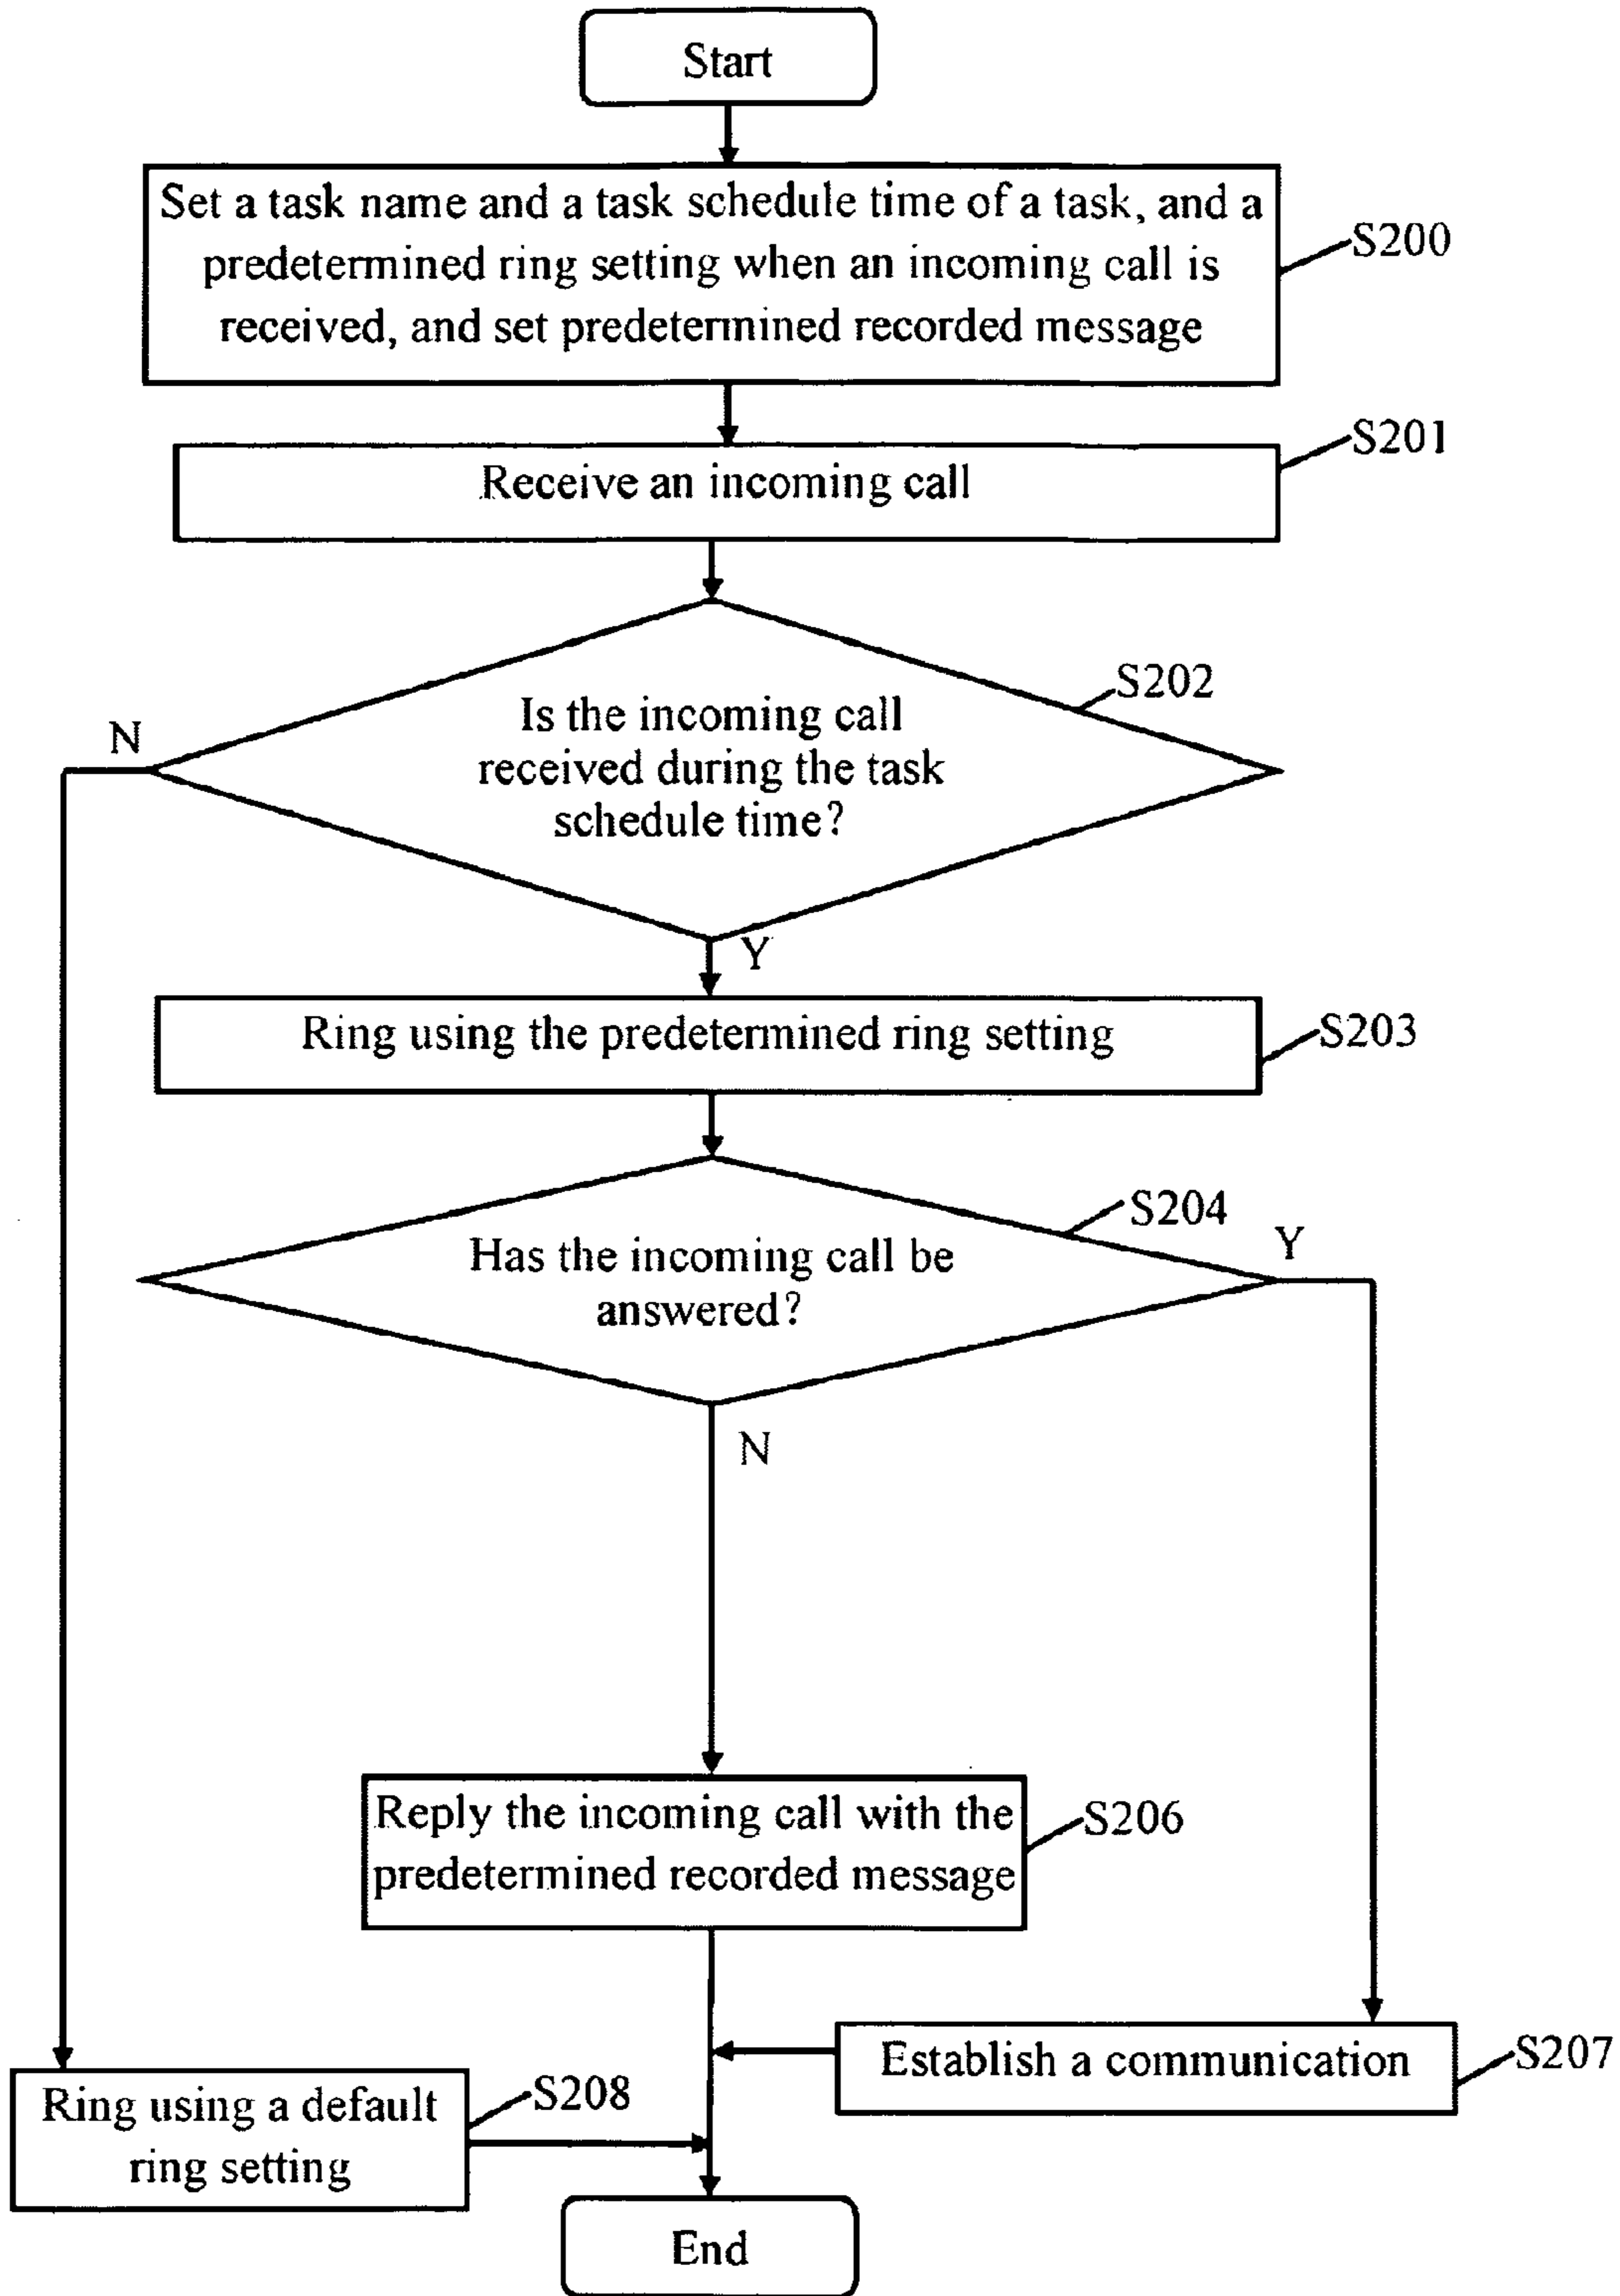 Start
Set a task name and a task schedule time of a task, and a
predetermined ring setting when an incoming call is
received, and set predetermined recorded message
S200
Receive an incoming call
S201
Is the incoming call
received during the task
schedule time?
S202
N
Y
Ring using the predetermined ring setting
S203
Has the incoming call be
answered?
S204
Y
N
Reply the incoming call with the
predetermined recorded message
S206
Establish a communication
S207
Ring using a default
ring setting
S208
End